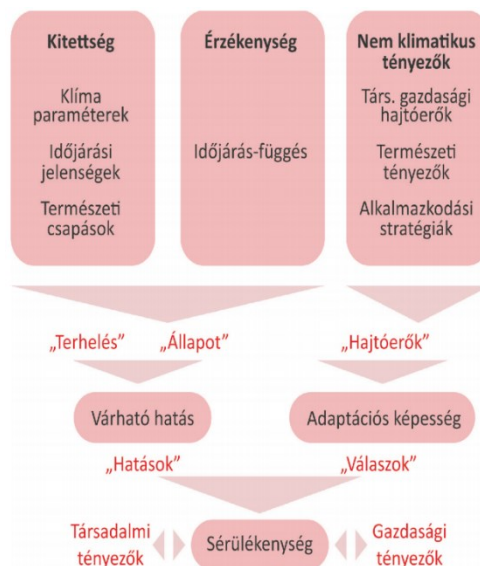 Kitettség
Klíma
paraméterek
Időjárási
jelenségek
Természeti
csapások
Érzékenység
Időjárás-függés
Nem klimatikus
tényezők
Társ. gazdasági
hajtóerők
Természeti
tényezők
Alkalmazkodási
stratégiák
„Terhelés” „Állapot” „Hajtóerők”
Várható hatás
Adaptációs képesség
„Hatások” „Válaszok”
Társadalmi
tényezők
Sérülékenység
Gazdasági
tényezők